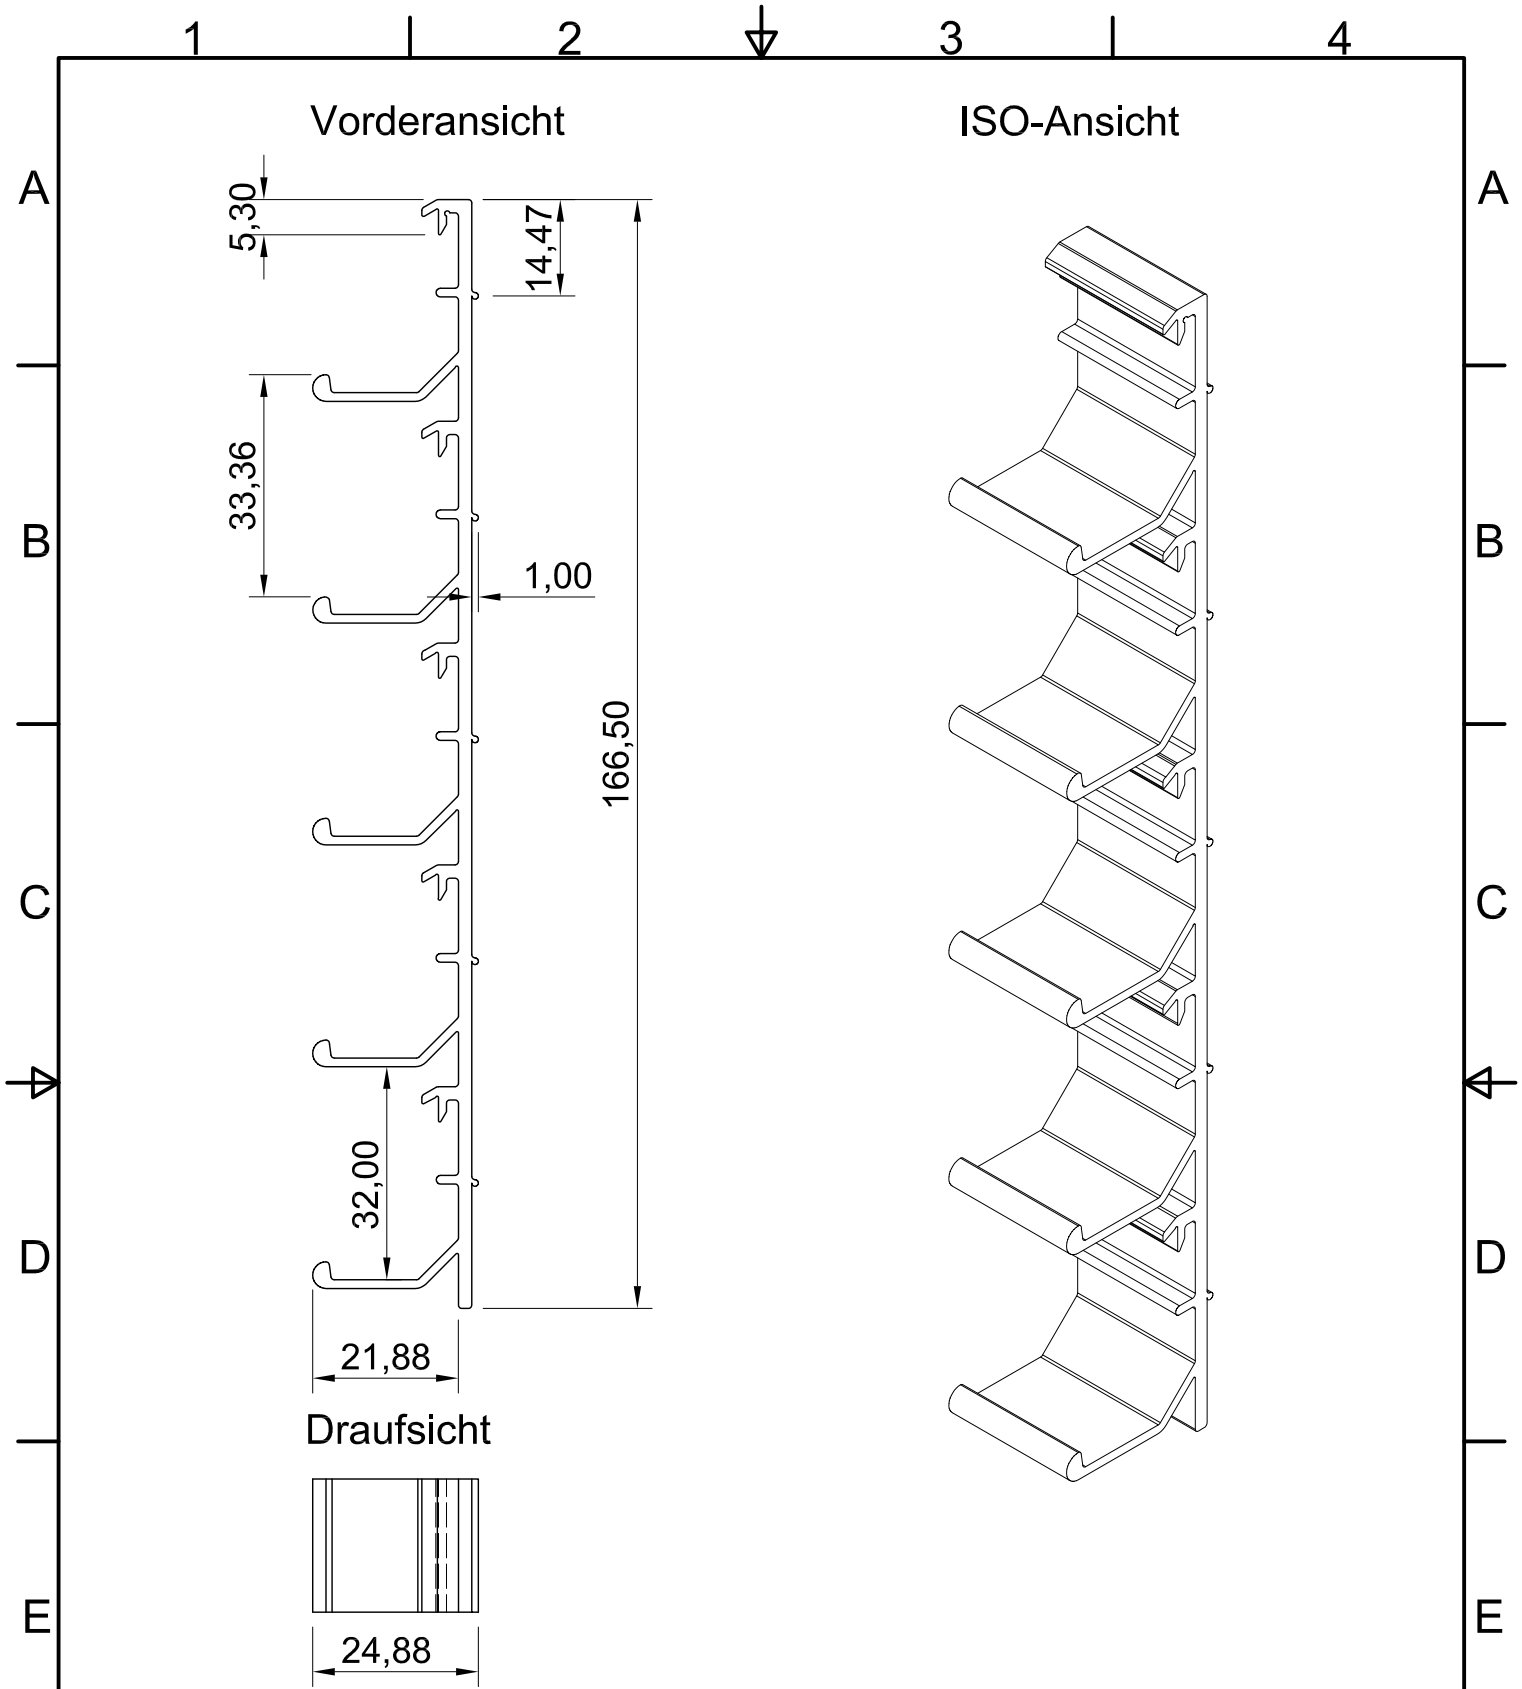 1 2 3 4
Vorderansicht ISO-Ansicht
A A
5,30
14,47
33,36
B B
1,00
166,50
C C
32,00
D D
21,88
Draufsicht
E E
24,88